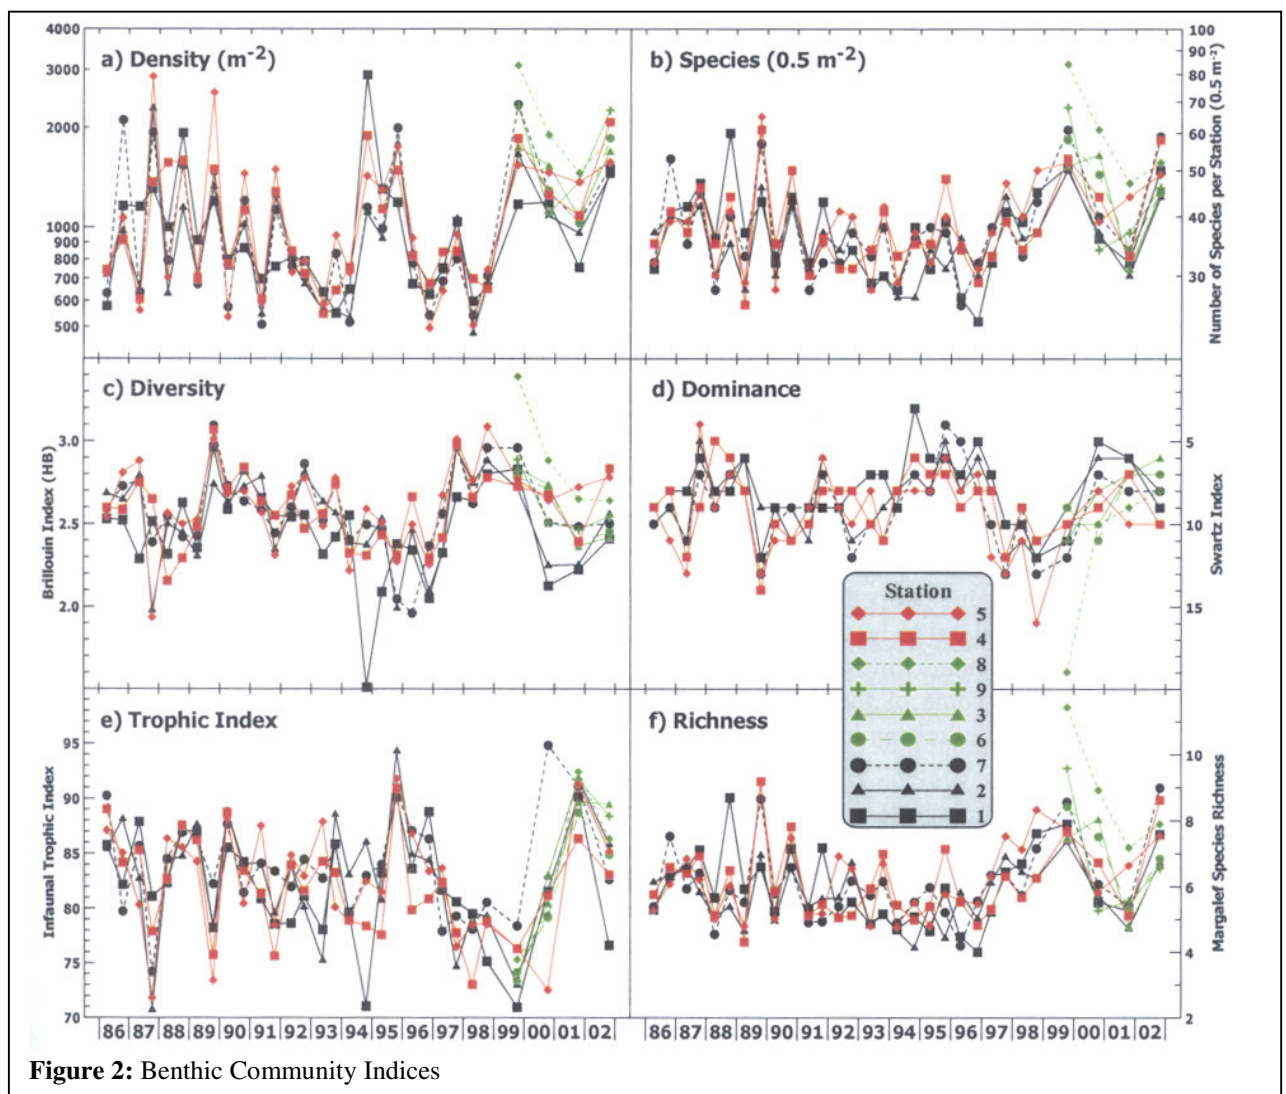 a) Density (m-2)
4000
3000
2000
1000
900
800
700
600
500
b) Species (0.5 m-2)
100
90
80
70
60
50
40
30
Number of Species per Station (0.5 m-2)
c) Diversity
3.0
2.5
2.0
Brillouin Index (HB)
d) Dominance
5
10
15
Swartz Index
Station
5
4
8
9
3
6
7
2
1
e) Trophic Index
95
90
85
80
75
70
Infaunal Trophic Index
f) Richness
10
8
6
4
2
Margalef Species Richness
86 87 88 89 90 91 92 93 94 95 96 97 98 99 00 01 02
86 87 88 89 90 91 92 93 94 95 96 97 98 99 00 01 02
Figure 2: Benthic Community Indices